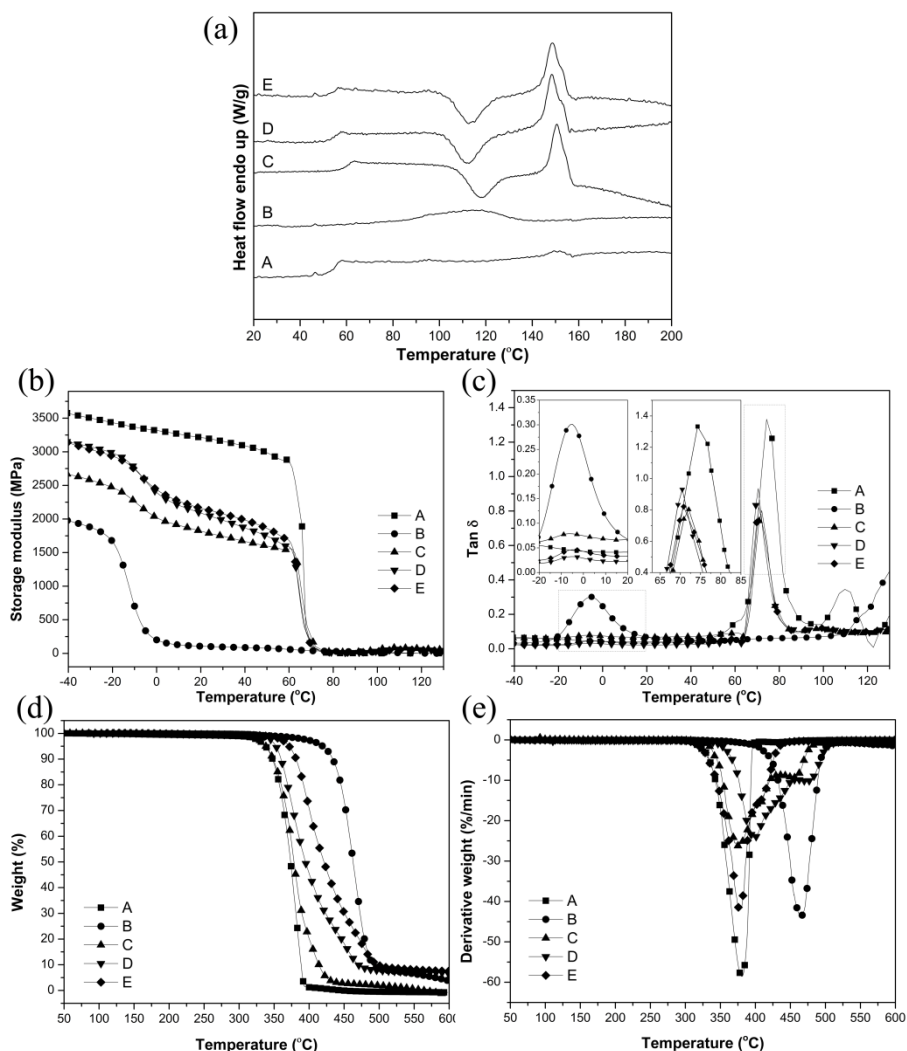 (a)
Heat flow endo up (W/g)
E
D
C
B
A
20 40 60 80 100 120 140 160 180 200
Temperature (°C)
(b)
Storage modulus (MPa)
3500
3000
2500
2000
1500
1000
500
0
A
B
C
D
E
-40 -20 0 20 40 60 80 100 120
Temperature (°C)
(c)
Tan δ
1.4
1.2
1.0
0.8
0.6
0.4
0.2
0.0
0.35
0.30
0.25
0.20
0.15
0.10
0.05
0.00
-20 -10 0 10 20
1.4
1.2
1.0
0.8
0.6
0.4
65 70 75 80 85
A
B
C
D
E
-40 -20 0 20 40 60 80 100 120
Temperature (°C)
(d)
Weight (%)
100
90
80
70
60
50
40
30
20
10
0
A
B
C
D
E
50 100 150 200 250 300 350 400 450 500 550 600
Temperature (°C)
(e)
Derivative weight (%/min)
0
-10
-20
-30
-40
-50
-60
A
B
C
D
E
50 100 150 200 250 300 350 400 450 500 550 600
Temperature (°C)